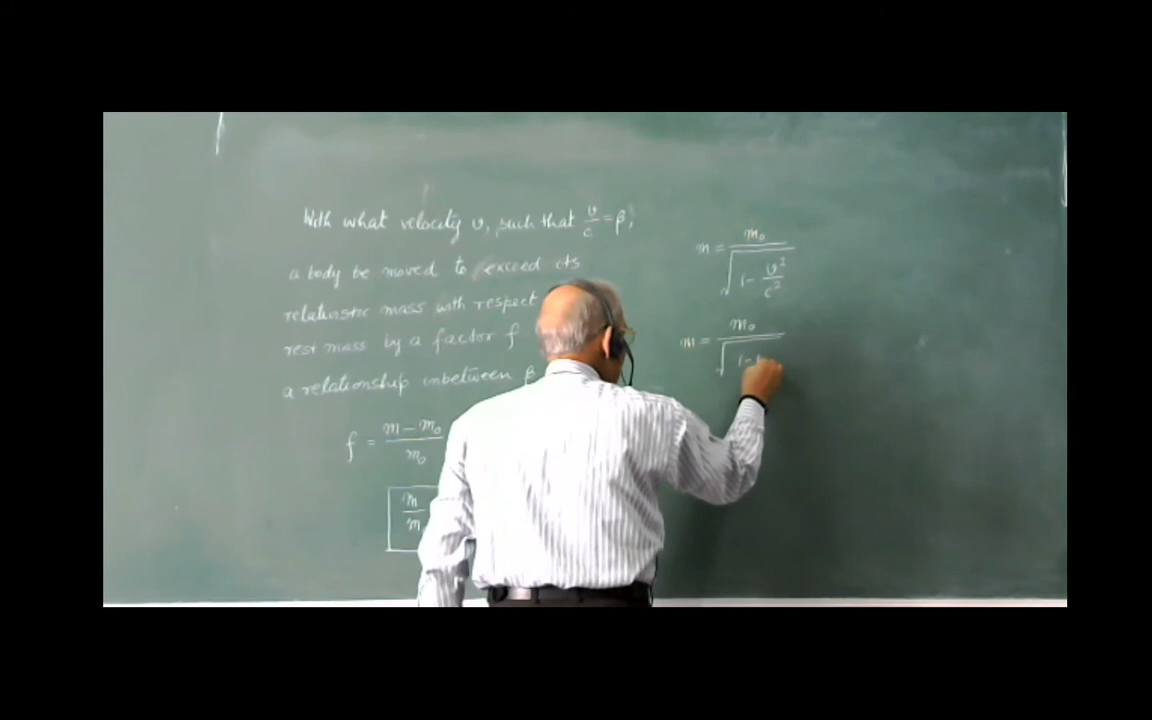 With what velocity v, such that v/c = β,
a body be moved to exceed its
relativistic mass with respect
rest mass by a factor f
a relationship inbetween β
f = (m - m₀)/m₀
m/m
m = m₀/√(1 - v²/c²)
m = m₀/√(1 -